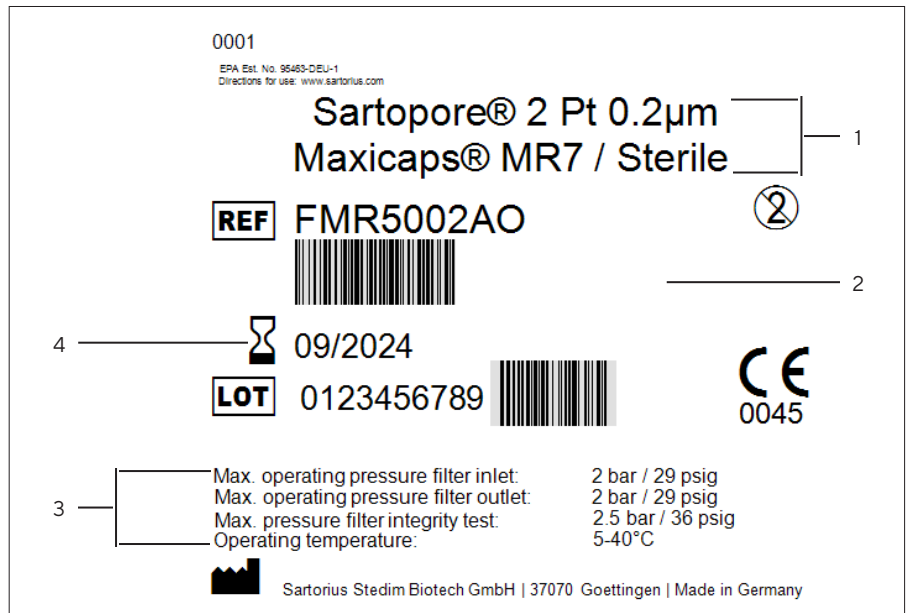 0001
EPA Est. No. 95463-DEU-1
Directions for use: www.sartorius.com
Sartopore® 2 Pt 0.2µm
Maxicaps® MR7 / Sterile
1
REF FMR5002AO
2
2
4
09/2024
LOT 0123456789
CE
0045
3
Max. operating pressure filter inlet: 2 bar / 29 psig
Max. operating pressure filter outlet: 2 bar / 29 psig
Max. pressure filter integrity test: 2.5 bar / 36 psig
Operating temperature: 5-40°C
Sartorius Stedim Biotech GmbH | 37070 Goettingen | Made in Germany